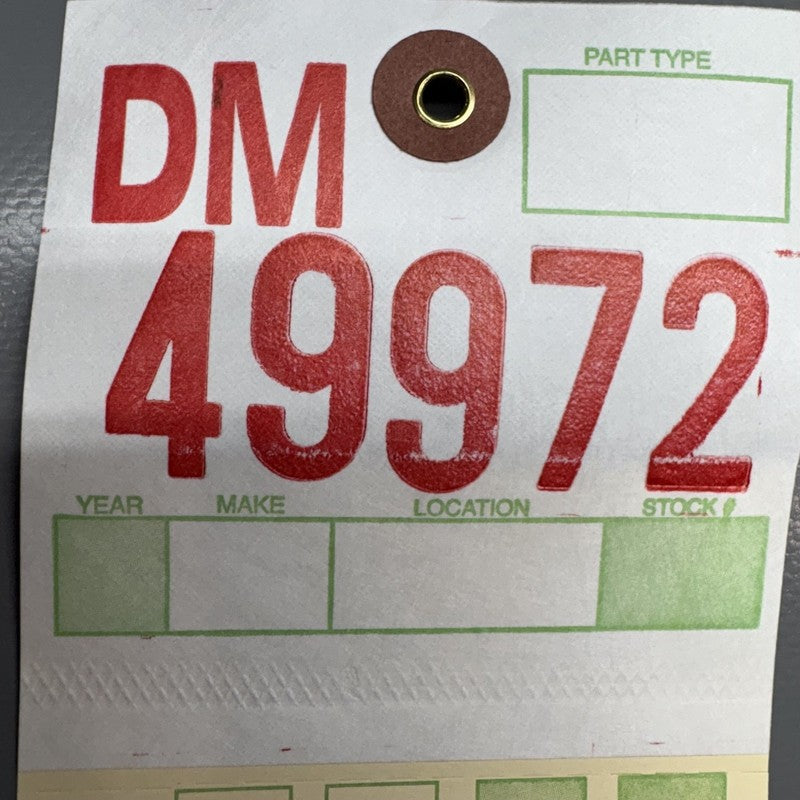 DM
PART TYPE
49972
YEAR MAKE LOCATION STOCK #